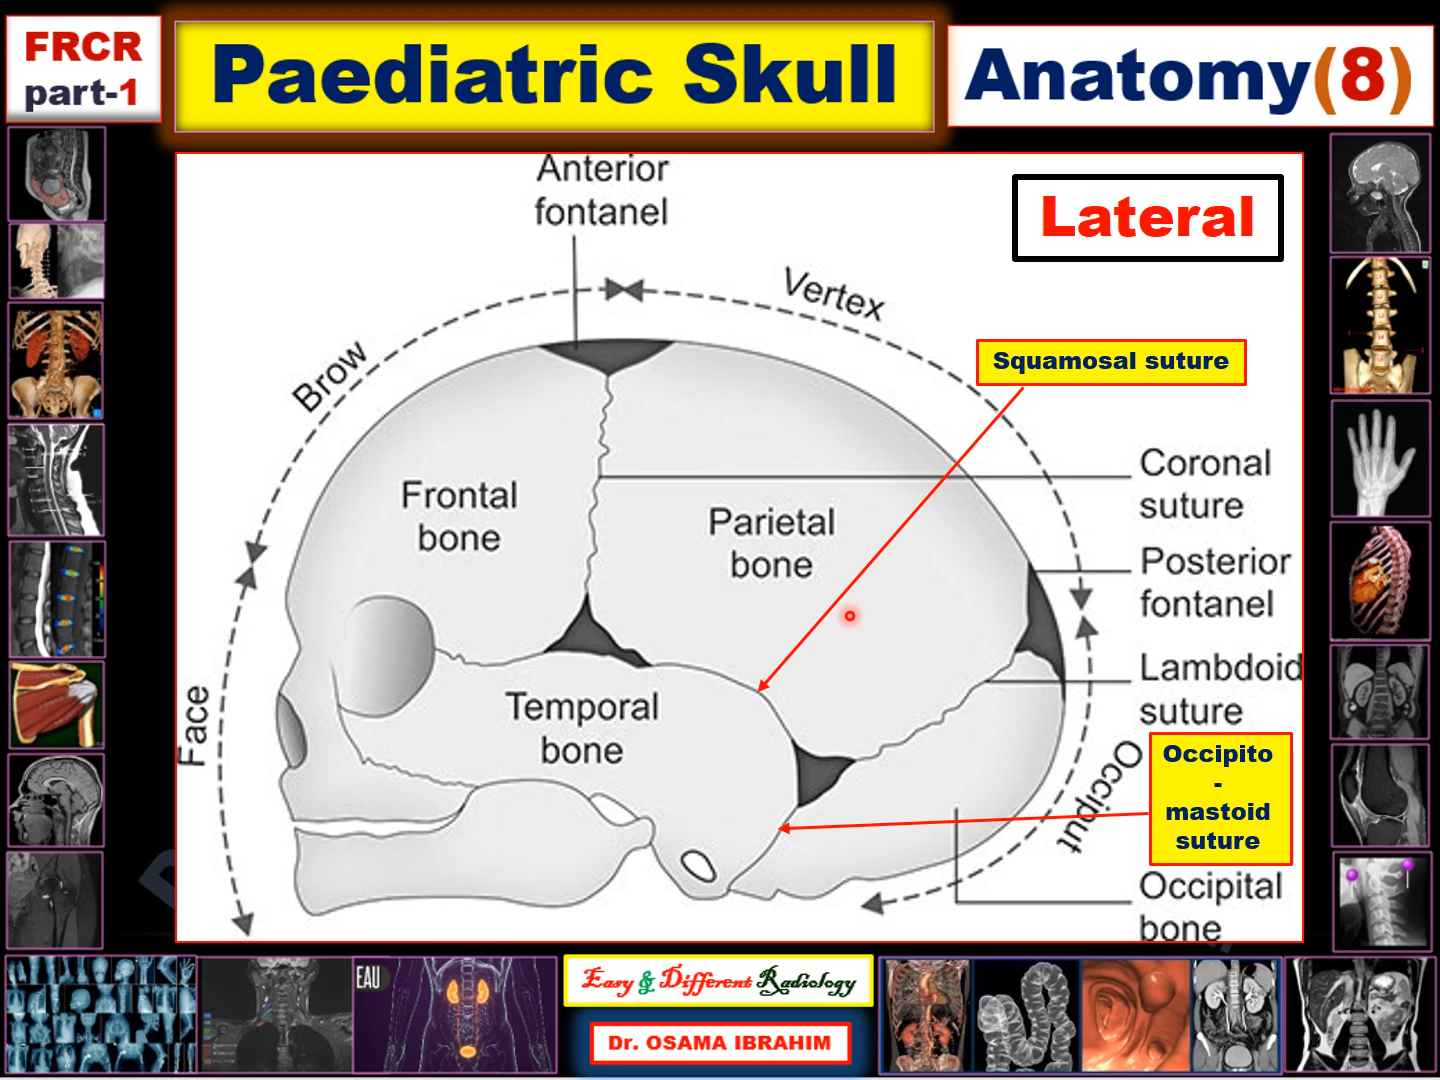 FRCR
part-1
Paediatric Skull
Anatomy(8)
Anterior
fontanel
Lateral
Vertex
Brow
Squamosal suture
Coronal
suture
Frontal
bone
Parietal
bone
Posterior
fontanel
Lambdoid
suture
Temporal
bone
Face
Occipito
-
mastoid
suture
Occiput
Occipital
bone
EAU
Easy & Different Radiology
Dr. OSAMA IBRAHIM